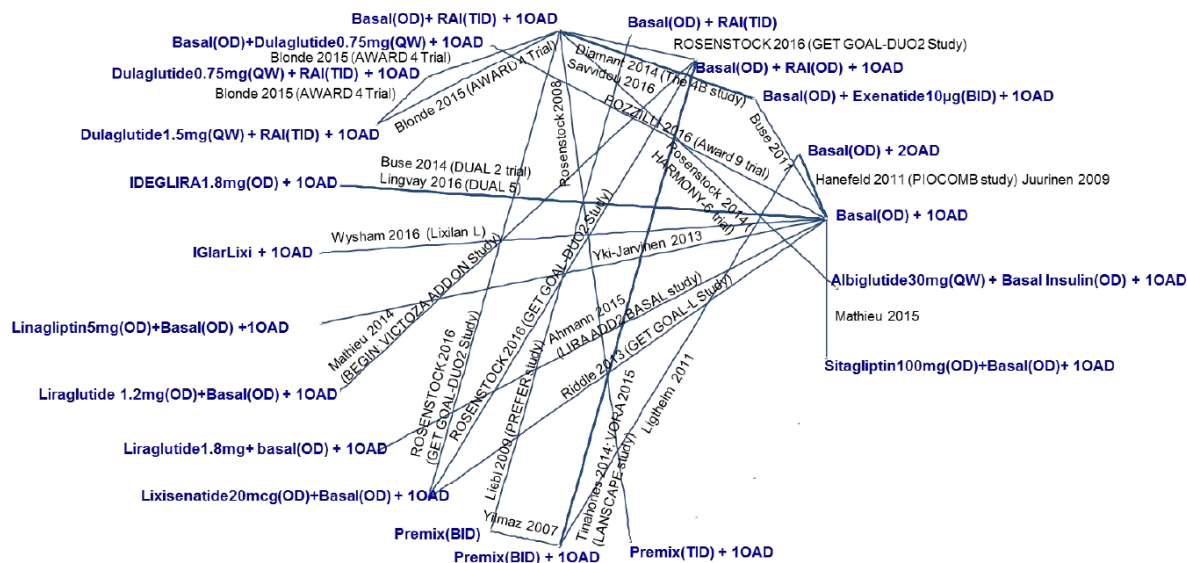 Basal(OD)+ RAI(TID) + 1OAD
Basal(OD) + RAI(TID)
Basal(OD)+Dulaglutide0.75mg(QW) + 1OAD
Blonde 2015 (AWARD 4 Trial)
Dulaglutide0.75mg(QW) + RAI(TID) + 1OAD
Blonde 2015 (AWARD 4 Trial)
Dulaglutide1.5mg(QW) + RAI(TID) + 1OAD
Blonde 2015 (AWARD 4 Trial)
Rosenstock2008
Diamant 2014 (The 4B study)
Savvidou 2016
ROSENSTOCK 2016 (GET GOAL-DUO2 Study)
Basal(OD) + RAI(OD) + 1OAD
Basal(OD) + Exenatide10µg(BID) + 1OAD
Buse 2011
POZZILLI 2016 (Award 9 trial)
Basal(OD) + 2OAD
Hanefeld 2011 (PIOCOMB study) Juurinen 2009
Buse 2014 (DUAL 2 trial)
Lingvay 2016 (DUAL 5)
IDEGLIRA1.8mg(OD) + 1OAD
Rosenstock 2014 (
HARMONY-6 trial)
Basal(OD) + 1OAD
Wysham 2016 (Lixilan L)
IGlarLixi + 1OAD
Yki-Jarvinen 2013
Albiglutide30mg(QW) + Basal Insulin(OD) + 1OAD
Linagliptin5mg(OD)+Basal(OD) +1OAD
Mathieu 2015
Mathieu 2014
(BEGIN VICTOZA ADD ON Study)
Sitagliptin100mg(OD)+Basal(OD)+ 1OAD
Liraglutide 1.2mg(OD)+Basal(OD) + 1OAD
ROSENSTOCK 2016
(GET GOAL-DUO2 Study)
ROSENSTOCK 2016 (GET GOAL-DUO2 Study)
Ahmann 2015
(LIRA ADD2 BASAL study)
Riddle 2013 (GET GOAL-L Study)
Liraglutide1.8mg+ basal(OD) + 1OAD
Lixisenatide20mcg(OD)+Basal(OD) + 1OAD
Liebl 2009 (PREFER study)
Ligthelm 2011
Tinahones 2014; VORA 2015
(LANSCAPE study)
Yilmaz 2007
Premix(BID)
Premix(BID) + 1OAD
Premix(TID) + 1OAD